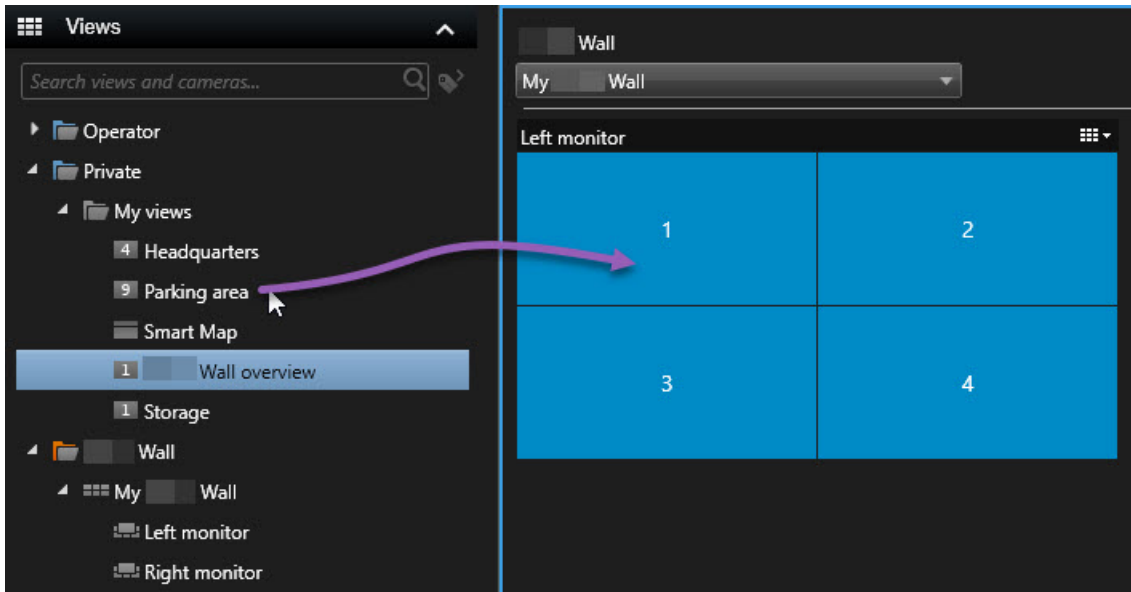 Views
Search views and cameras...
Operator
Private
My views
4 Headquarters
9 Parking area
Smart Map
1 Wall overview
1 Storage
Wall
My Wall
Left monitor
Right monitor
Wall
My Wall
Left monitor
1 2
3 4